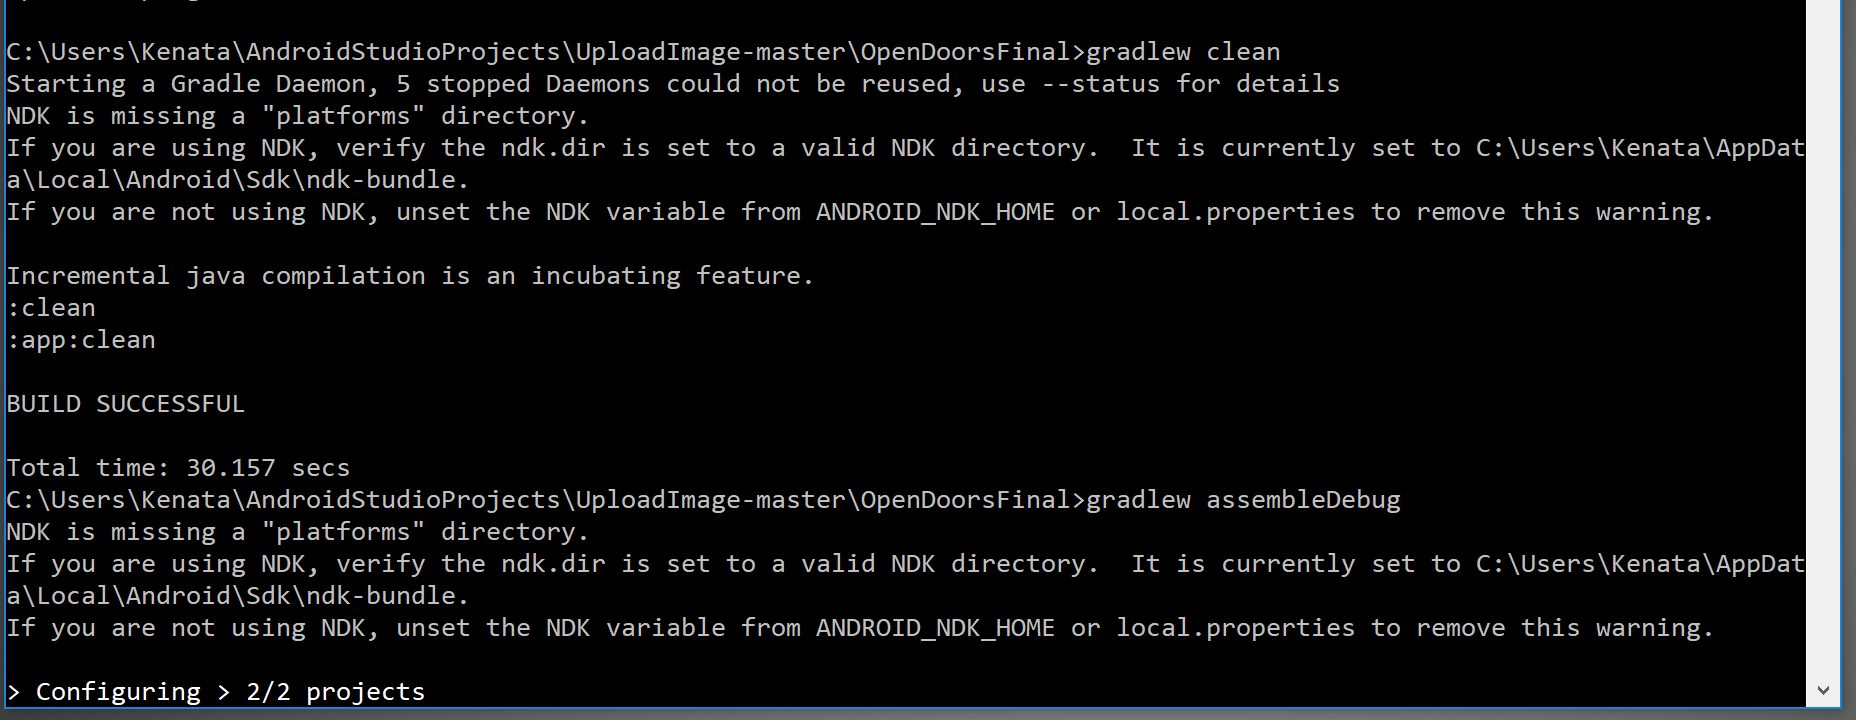 C:\Users\Kenata\AndroidStudioProjects\UploadImage-master\OpenDoorsFinal>gradlew clean
Starting a Gradle Daemon, 5 stopped Daemons could not be reused, use --status for details
NDK is missing a "platforms" directory.
If you are using NDK, verify the ndk.dir is set to a valid NDK directory.  It is currently set to C:\Users\Kenata\AppDat
a\Local\Android\Sdk\ndk-bundle.
If you are not using NDK, unset the NDK variable from ANDROID_NDK_HOME or local.properties to remove this warning.
Incremental java compilation is an incubating feature.
:clean
:app:clean
BUILD SUCCESSFUL
Total time: 30.157 secs
C:\Users\Kenata\AndroidStudioProjects\UploadImage-master\OpenDoorsFinal>gradlew assembleDebug
NDK is missing a "platforms" directory.
If you are using NDK, verify the ndk.dir is set to a valid NDK directory.  It is currently set to C:\Users\Kenata\AppDat
a\Local\Android\Sdk\ndk-bundle.
If you are not using NDK, unset the NDK variable from ANDROID_NDK_HOME or local.properties to remove this warning.
> Configuring > 2/2 projects